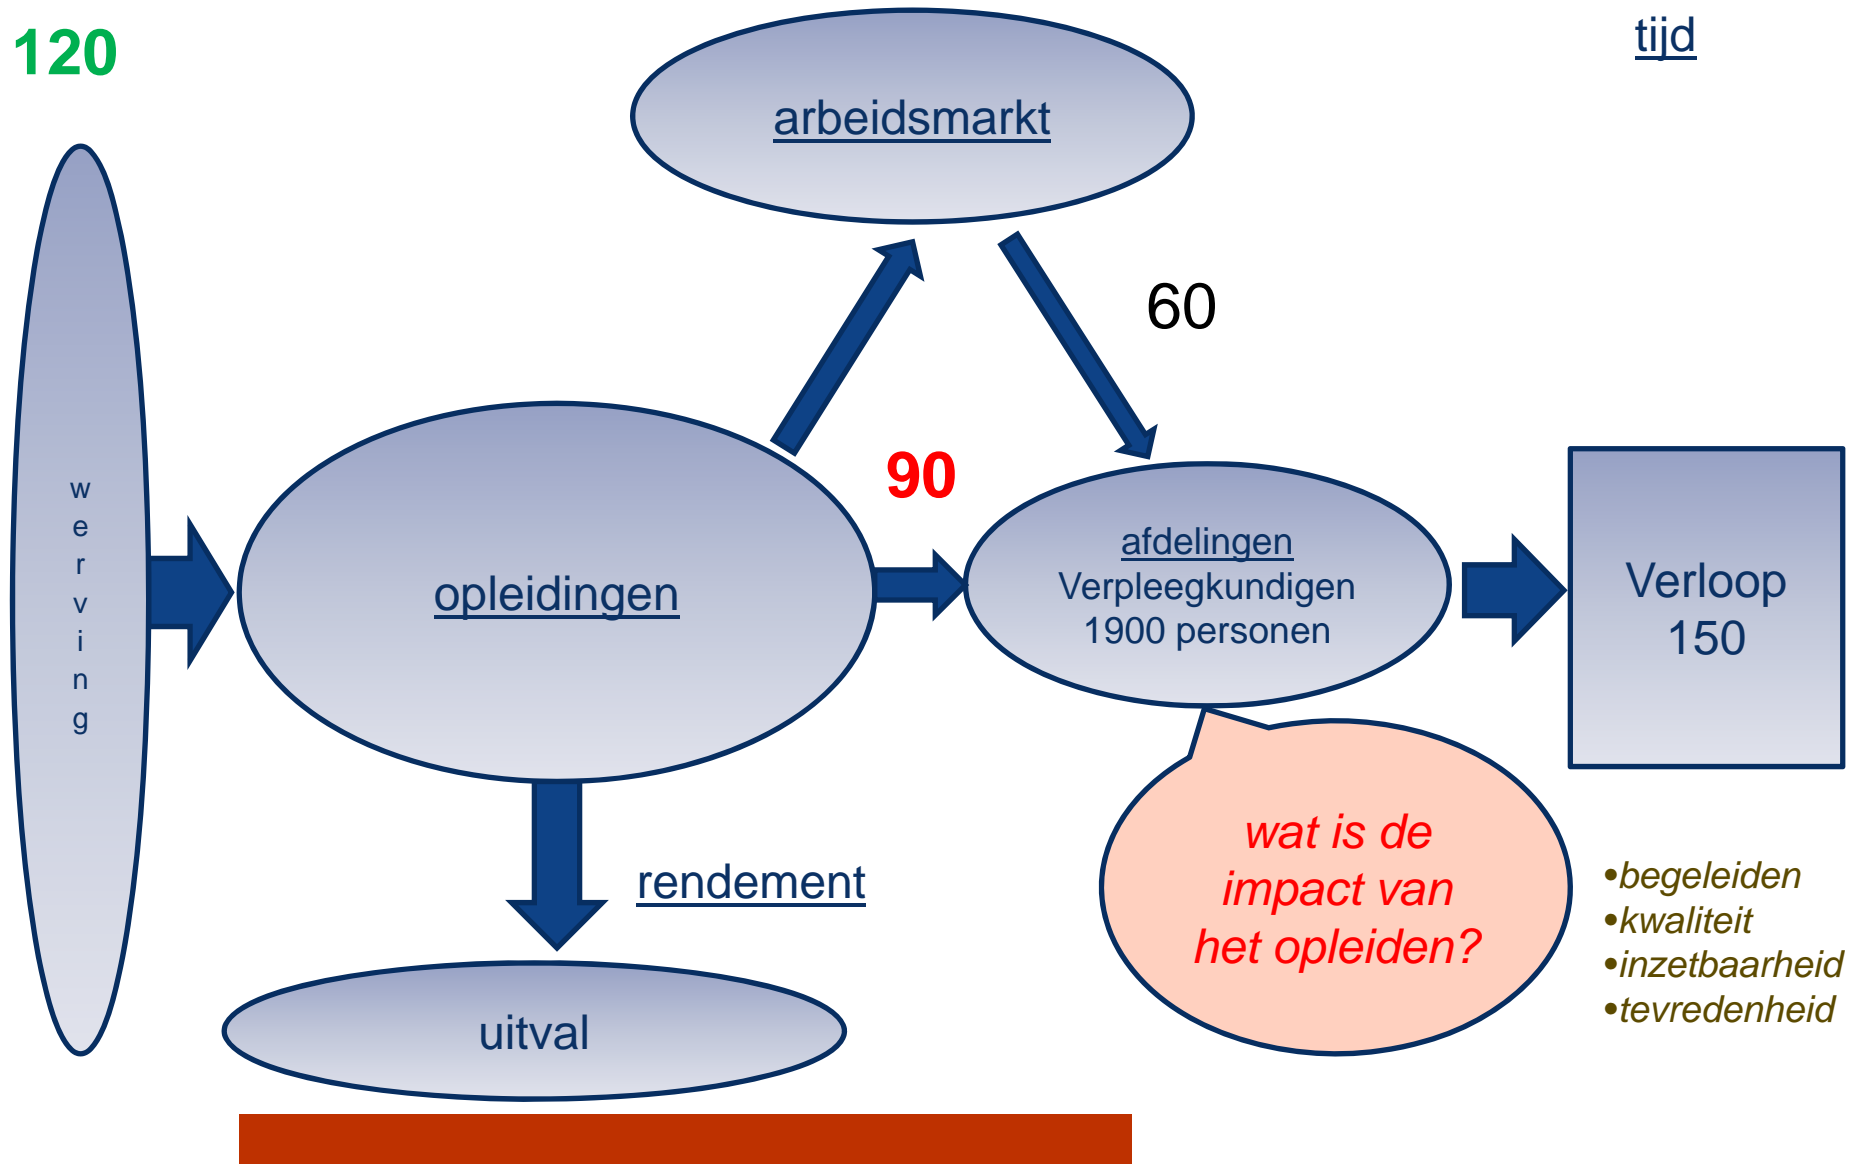 120
tijd
arbeidsmarkt
60
werving
90
opleidingen
afdelingen
Verpleegkundigen
1900 personen
Verloop
150
wat is de
impact van
het opleiden?
rendement
•begeleiden
•kwaliteit
•inzetbaarheid
•tevredenheid
uitval